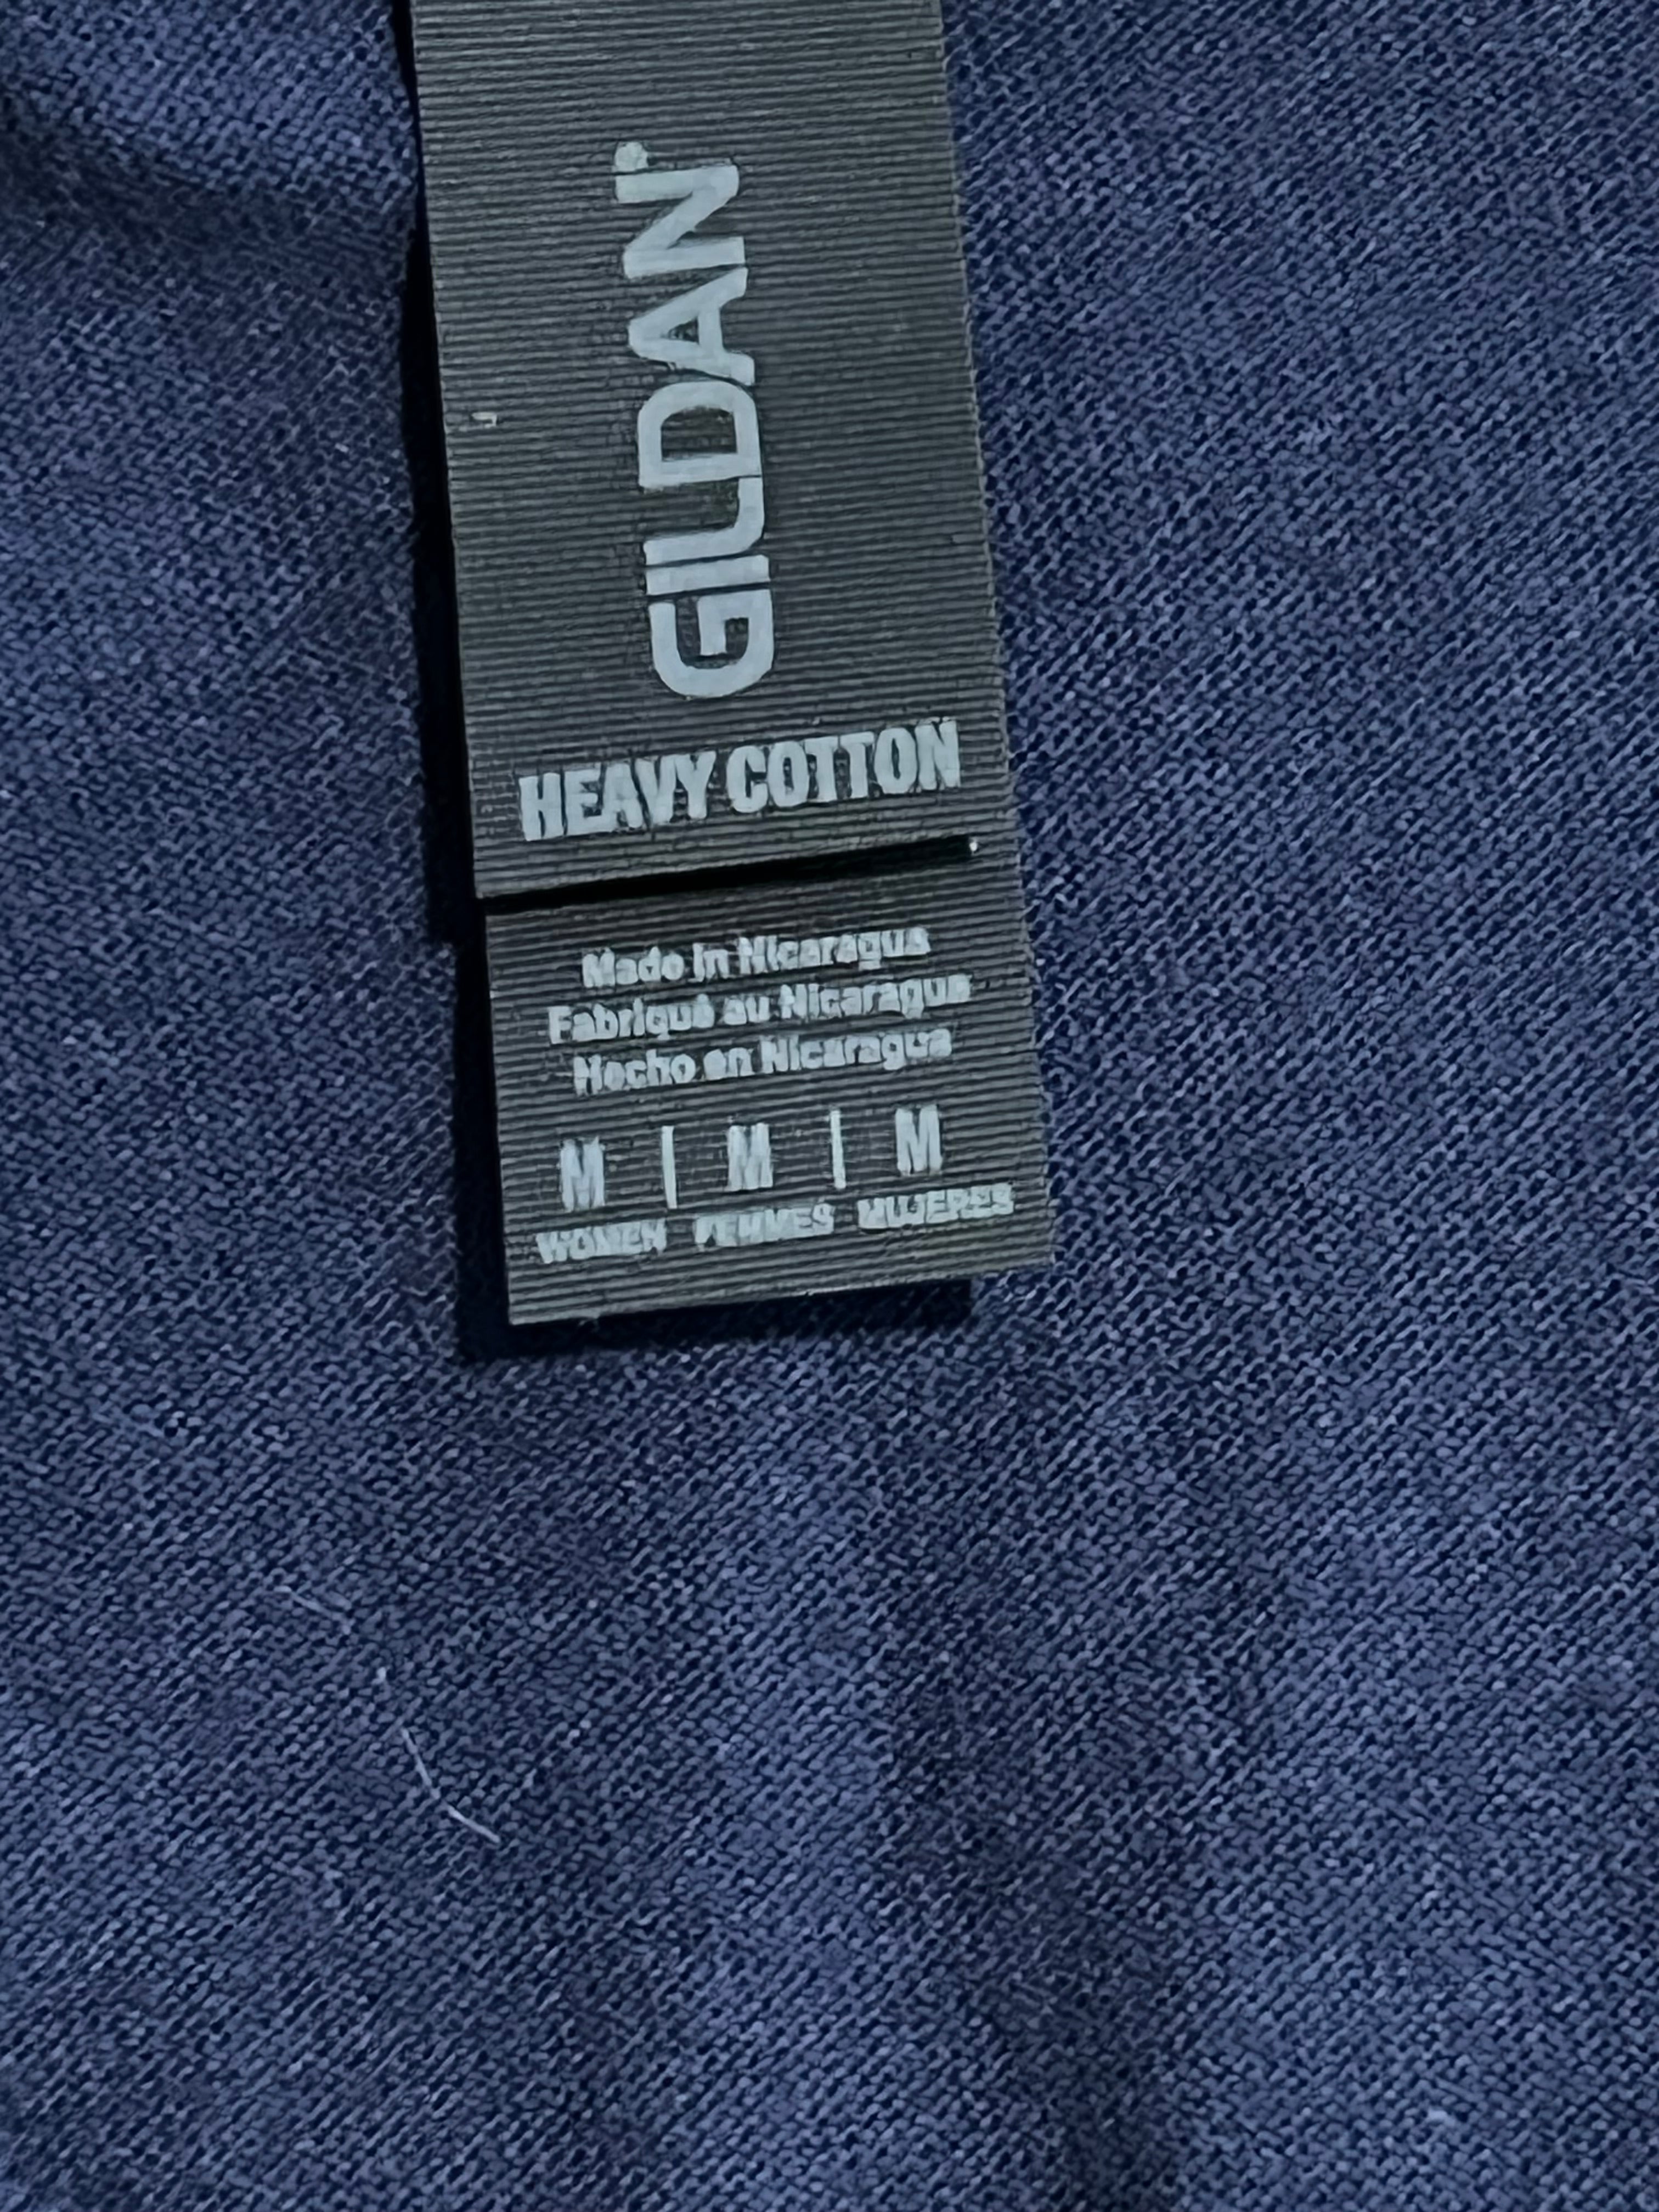 GILDAN®
HEAVY COTTON
Made in Nicaragua
Fabriqué au Nicaragua
Hecho en Nicaragua
M | M | M
WOMEN FEMMES MUJERES